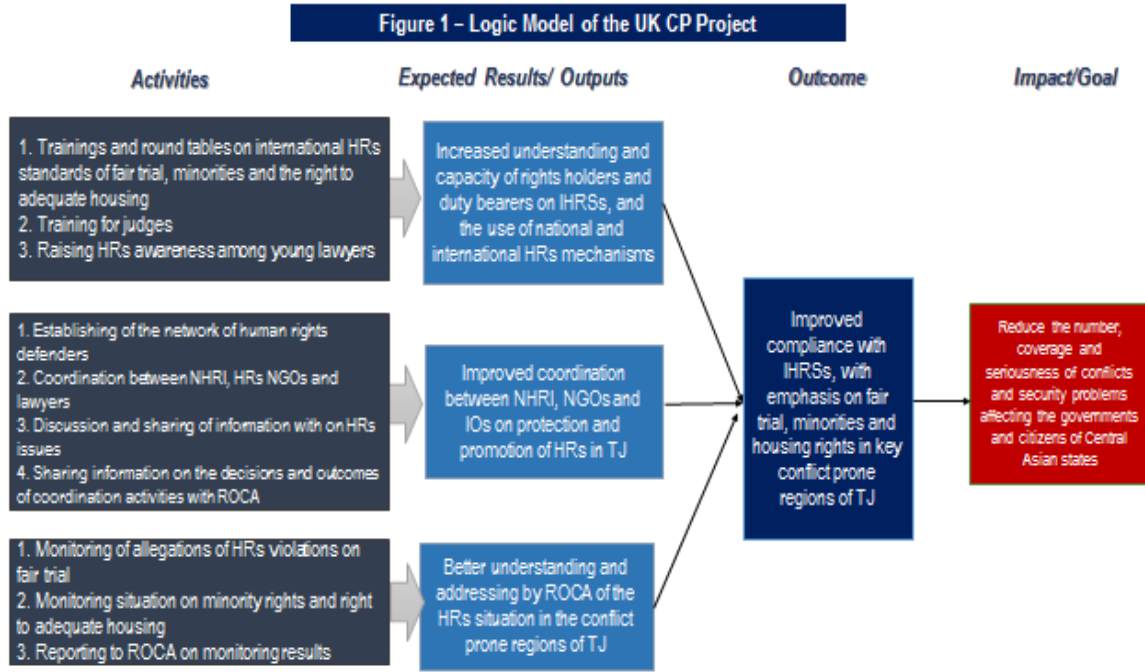 Figure 1 – Logic Model of the UK CP Project
Activities
Expected Results/ Outputs
Outcome
Impact/Goal
1. Trainings and round tables on international HRs
standards of fair trial, minorities and the right to
adequate housing
2. Training for judges
3. Raising HRs awareness among young lawyers
Increased understanding and
capacity of rights holders and
duty bearers on IHRSs, and
the use of national and
international HRs mechanisms
1. Establishing of the network of human rights
defenders
2. Coordination between NHRI, HRs NGOs and
lawyers
3. Discussion and sharing of information with on HRs
issues
4. Sharing information on the decisions and outcomes
of coordination activities with ROCA
Improved coordination
between NHRI, NGOs and
IOs on protection and
promotion of HRs in TJ
1. Monitoring of allegations of HRs violations on
fair trial
2. Monitoring situation on minority rights and right
to adequate housing
3. Reporting to ROCA on monitoring results
Better understanding and
addressing by ROCA of the
HRs situation in the conflict
prone regions of TJ
Improved
compliance with
IHRSs, with
emphasis on fair
trial, minorities and
housing rights in key
conflict prone
regions of TJ
Reduce the number,
coverage and
seriousness of conflicts
and security problems
affecting the governments
and citizens of Central
Asian states